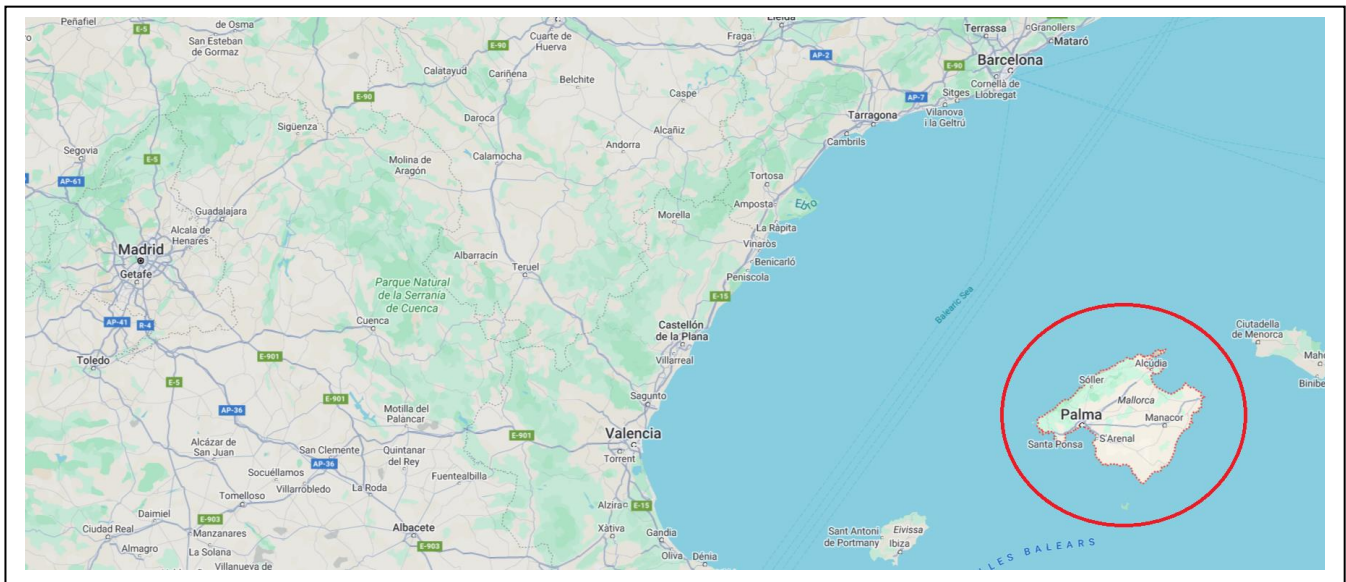 Peñafiel
de Osma
E-5
San Esteban
de Gormaz
E-90
Cuarte de
Huerva
Fraga
AP-2
Terrassa
Granollers
Mataró
Barcelona
E-90
Cornellà de
Llobregat
Calatayud
Cariñena
Belchite
Caspe
AP-7
Sitges
Vilanova
i la Geltrú
E-90
Daroca
Tarragona
Sigüenza
Alcañiz
Cambrils
Segovia
E-5
Molina de
Aragón
Calamocha
Andorra
AP-61
Tortosa
Guadalajara
Morella
Amposta
Ebro
Alcala de
Henares
La Ràpita
Madrid
Vinaròs
Getafe
Albarracín
Teruel
Benicarló
Peniscola
Parque Natural
de la Serranía
de Cuenca
E-15
Balearic Sea
AP-41
R-4
Cuenca
Castellón
de la Plana
Ciutadella
de Menorca
Toledo
E-901
Villarreal
Alcúdia
E-5
Sóller
E-901
Sagunto
Mallorca
AP-36
Motilla del
Palancar
Palma
Manacor
E-901
Valencia
Santa Ponsa
S'Arenal
Alcázar de
San Juan
San Clemente
Quintanar
del Rey
Torrent
AP-36
Socuéllamos
Fuentealbilla
Villarrobledo
La Roda
Tomelloso
Alzira
E-15
Daimiel
E-903
Ciudad Real
Manzanares
Albacete
Xàtiva
Gandia
Sant Antoni
de Portmany
Eivissa
Ibiza
Almagro
La Solana
E-903
Oliva
Dénia
LES BALEARS
Villanueva de